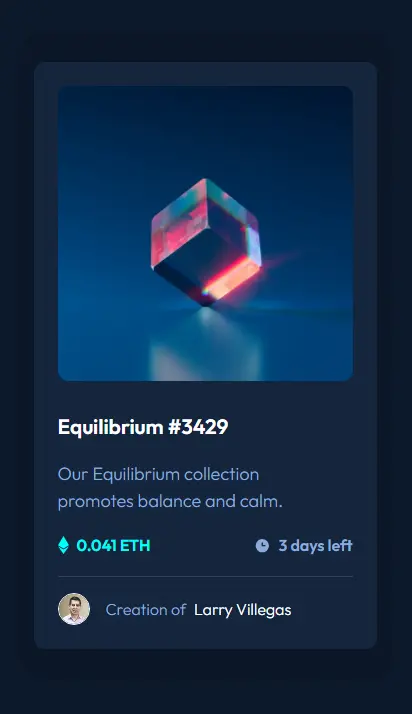 Equilibrium #3429
Our Equilibrium collection
promotes balance and calm.
0.041 ETH
3 days left
Creation of Larry Villegas